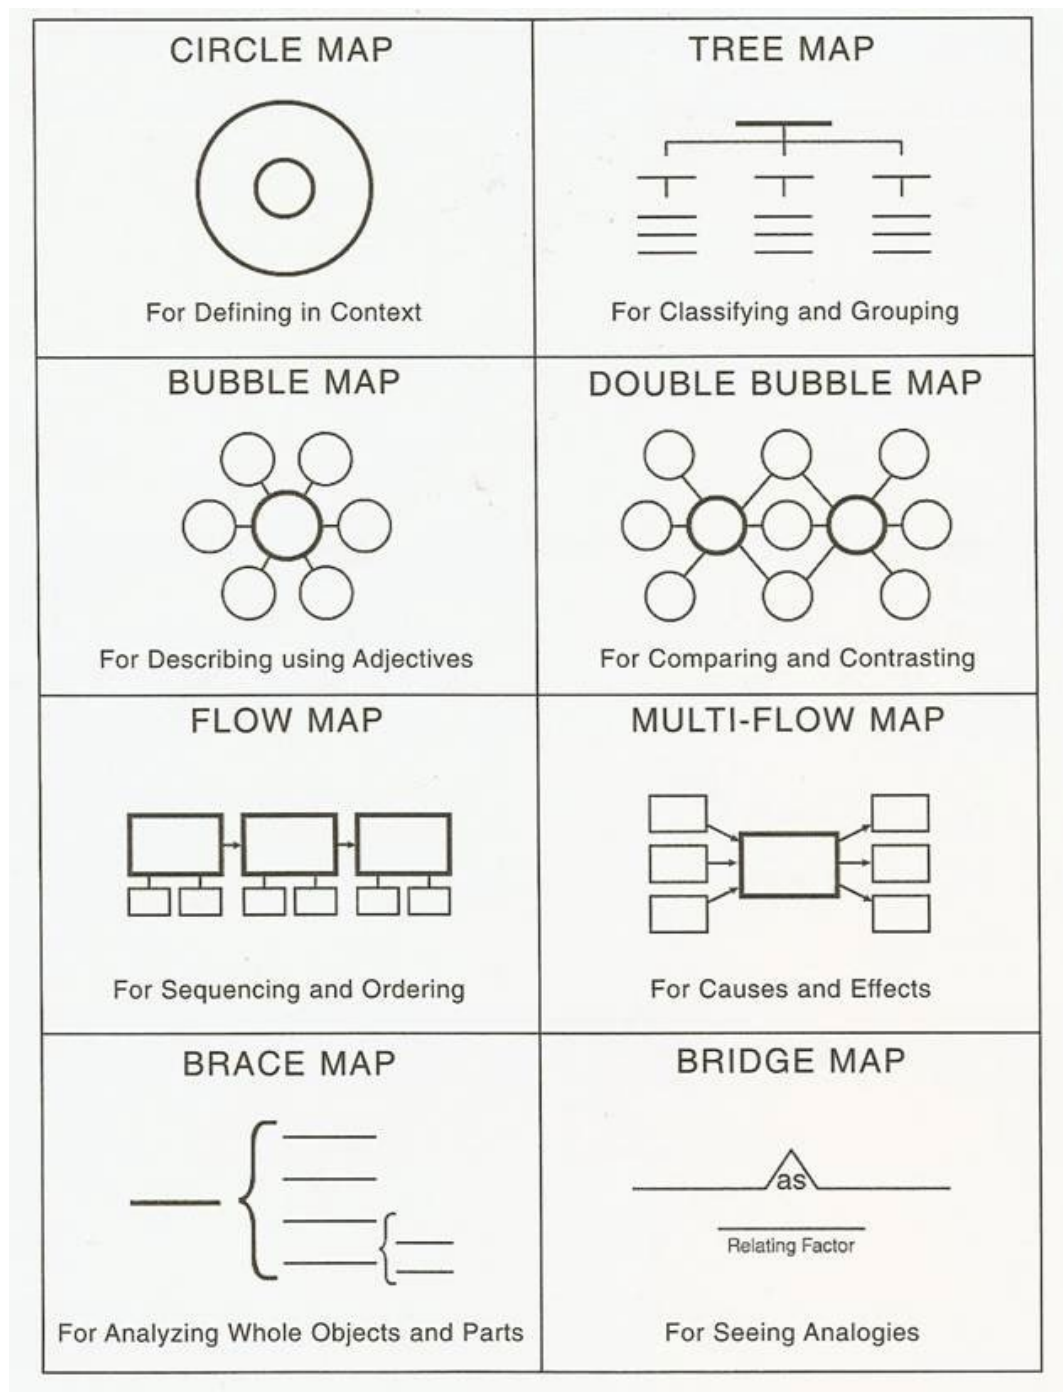 CIRCLE MAP
For Defining in Context
TREE MAP
For Classifying and Grouping
BUBBLE MAP
For Describing using Adjectives
DOUBLE BUBBLE MAP
For Comparing and Contrasting
FLOW MAP
For Sequencing and Ordering
MULTI-FLOW MAP
For Causes and Effects
BRACE MAP
For Analyzing Whole Objects and Parts
BRIDGE MAP
as
Relating Factor
For Seeing Analogies